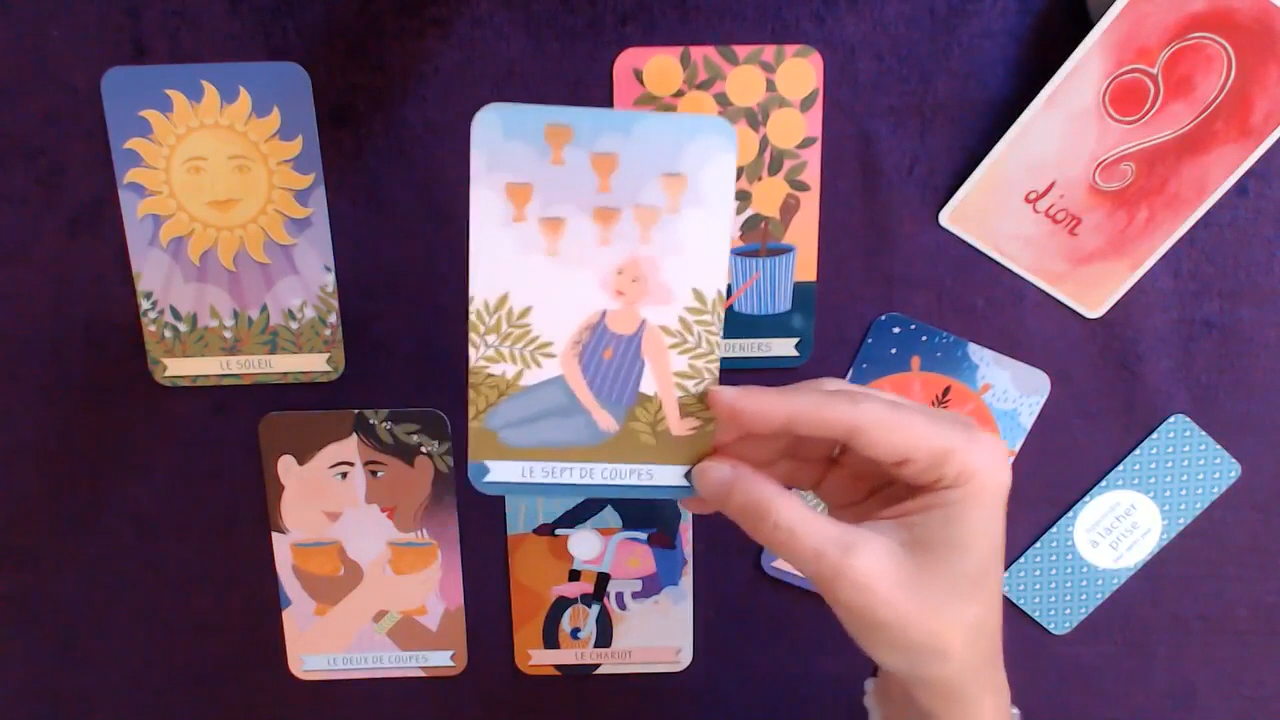 LE SOLEIL
LE SEPT DE COUPES
DENIERS
Lion
LE DEUX DE COUPES
LE CHARIOT
à lâcher
prise